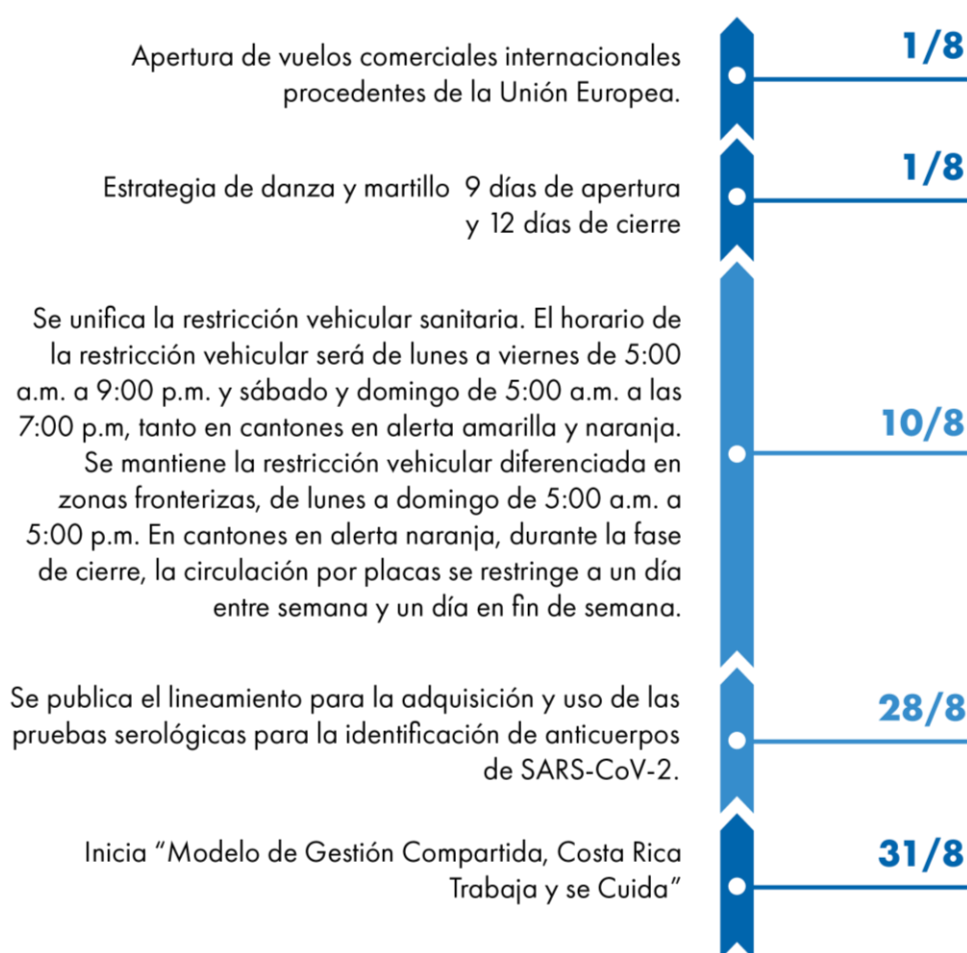 Apertura de vuelos comerciales internacionales
procedentes de la Unión Europea.
1/8
Estrategia de danza y martillo  9 días de apertura
y 12 días de cierre
1/8
Se unifica la restricción vehicular sanitaria. El horario de
la restricción vehicular será de lunes a viernes de 5:00
a.m. a 9:00 p.m. y sábado y domingo de 5:00 a.m. a las
7:00 p.m, tanto en cantones en alerta amarilla y naranja.
Se mantiene la restricción vehicular diferenciada en
zonas fronterizas, de lunes a domingo de 5:00 a.m. a
5:00 p.m. En cantones en alerta naranja, durante la fase
de cierre, la circulación por placas se restringe a un día
entre semana y un día en fin de semana.
10/8
Se publica el lineamiento para la adquisición y uso de las
pruebas serológicas para la identificación de anticuerpos
de SARS-CoV-2.
28/8
Inicia “Modelo de Gestión Compartida, Costa Rica
Trabaja y se Cuida”
31/8